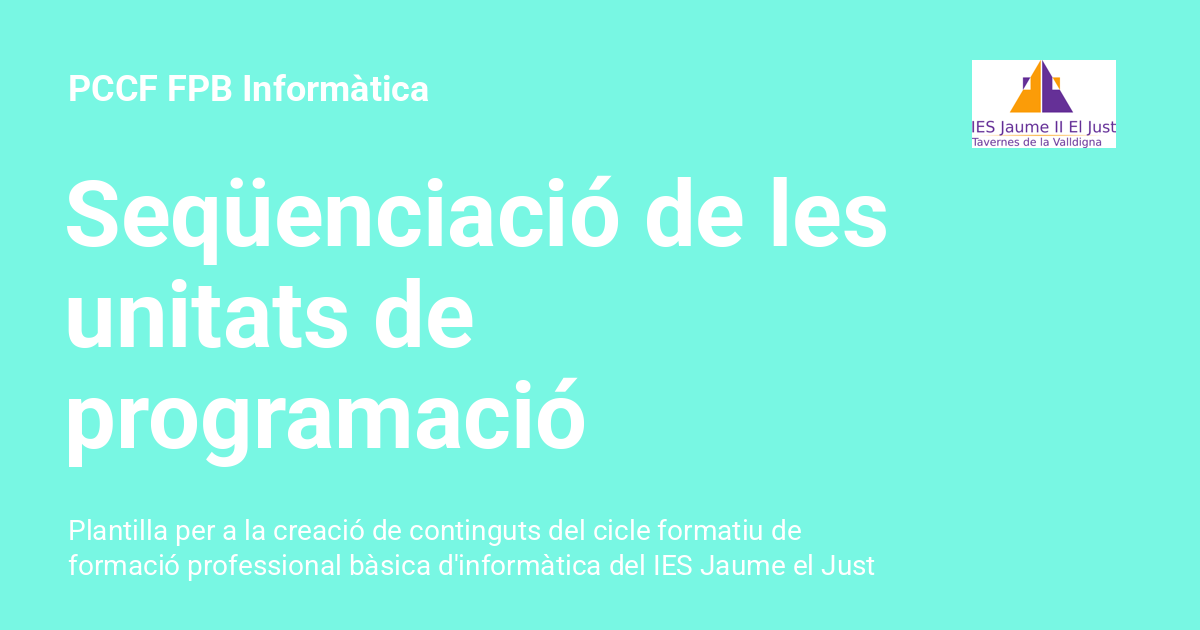 PCCF FPB Informàtica
IES Jaume II El Just
Tavernes de la Valldigna
Seqüenciació de les
unitats de
programació
Plantilla per a la creació de continguts del cicle formatiu de
formació professional bàsica d'informàtica del IES Jaume el Just